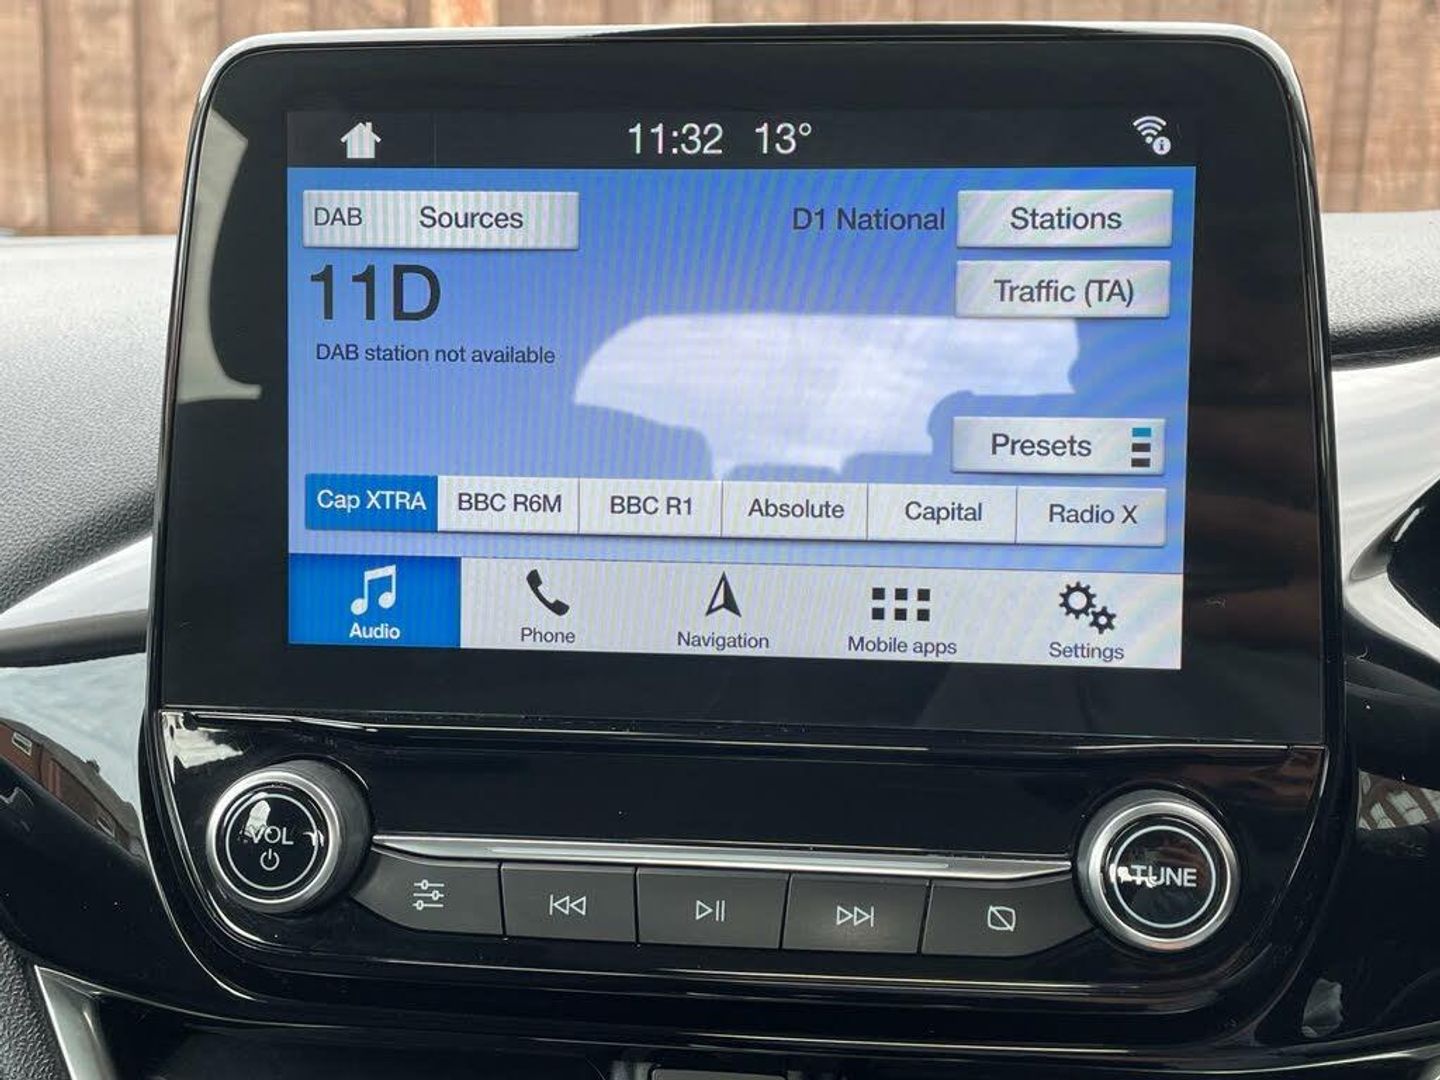 11:32 13°
DAB Sources
D1 National
Stations
11D
Traffic (TA)
DAB station not available
Presets
Cap XTRA
BBC R6M
BBC R1
Absolute
Capital
Radio X
Audio
Phone
Navigation
Mobile apps
Settings
VOL
TUNE